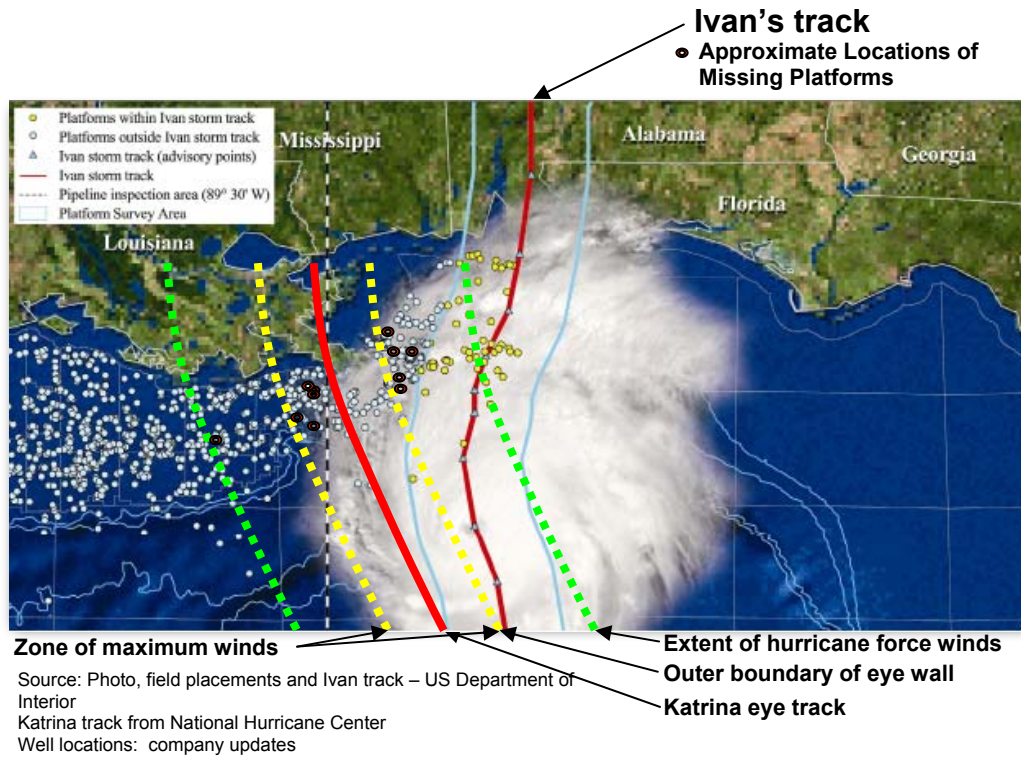 Ivan's track
Approximate Locations of
Missing Platforms
Platforms within Ivan storm track
Platforms outside Ivan storm track
Ivan storm track (advisory points)
Ivan storm track
Pipeline inspection area (89° 30' W)
Platform Survey Area
Mississippi
Alabama
Georgia
Florida
Louisiana
Zone of maximum winds
Extent of hurricane force winds
Outer boundary of eye wall
Katrina eye track
Source: Photo, field placements and Ivan track – US Department of
Interior
Katrina track from National Hurricane Center
Well locations:  company updates